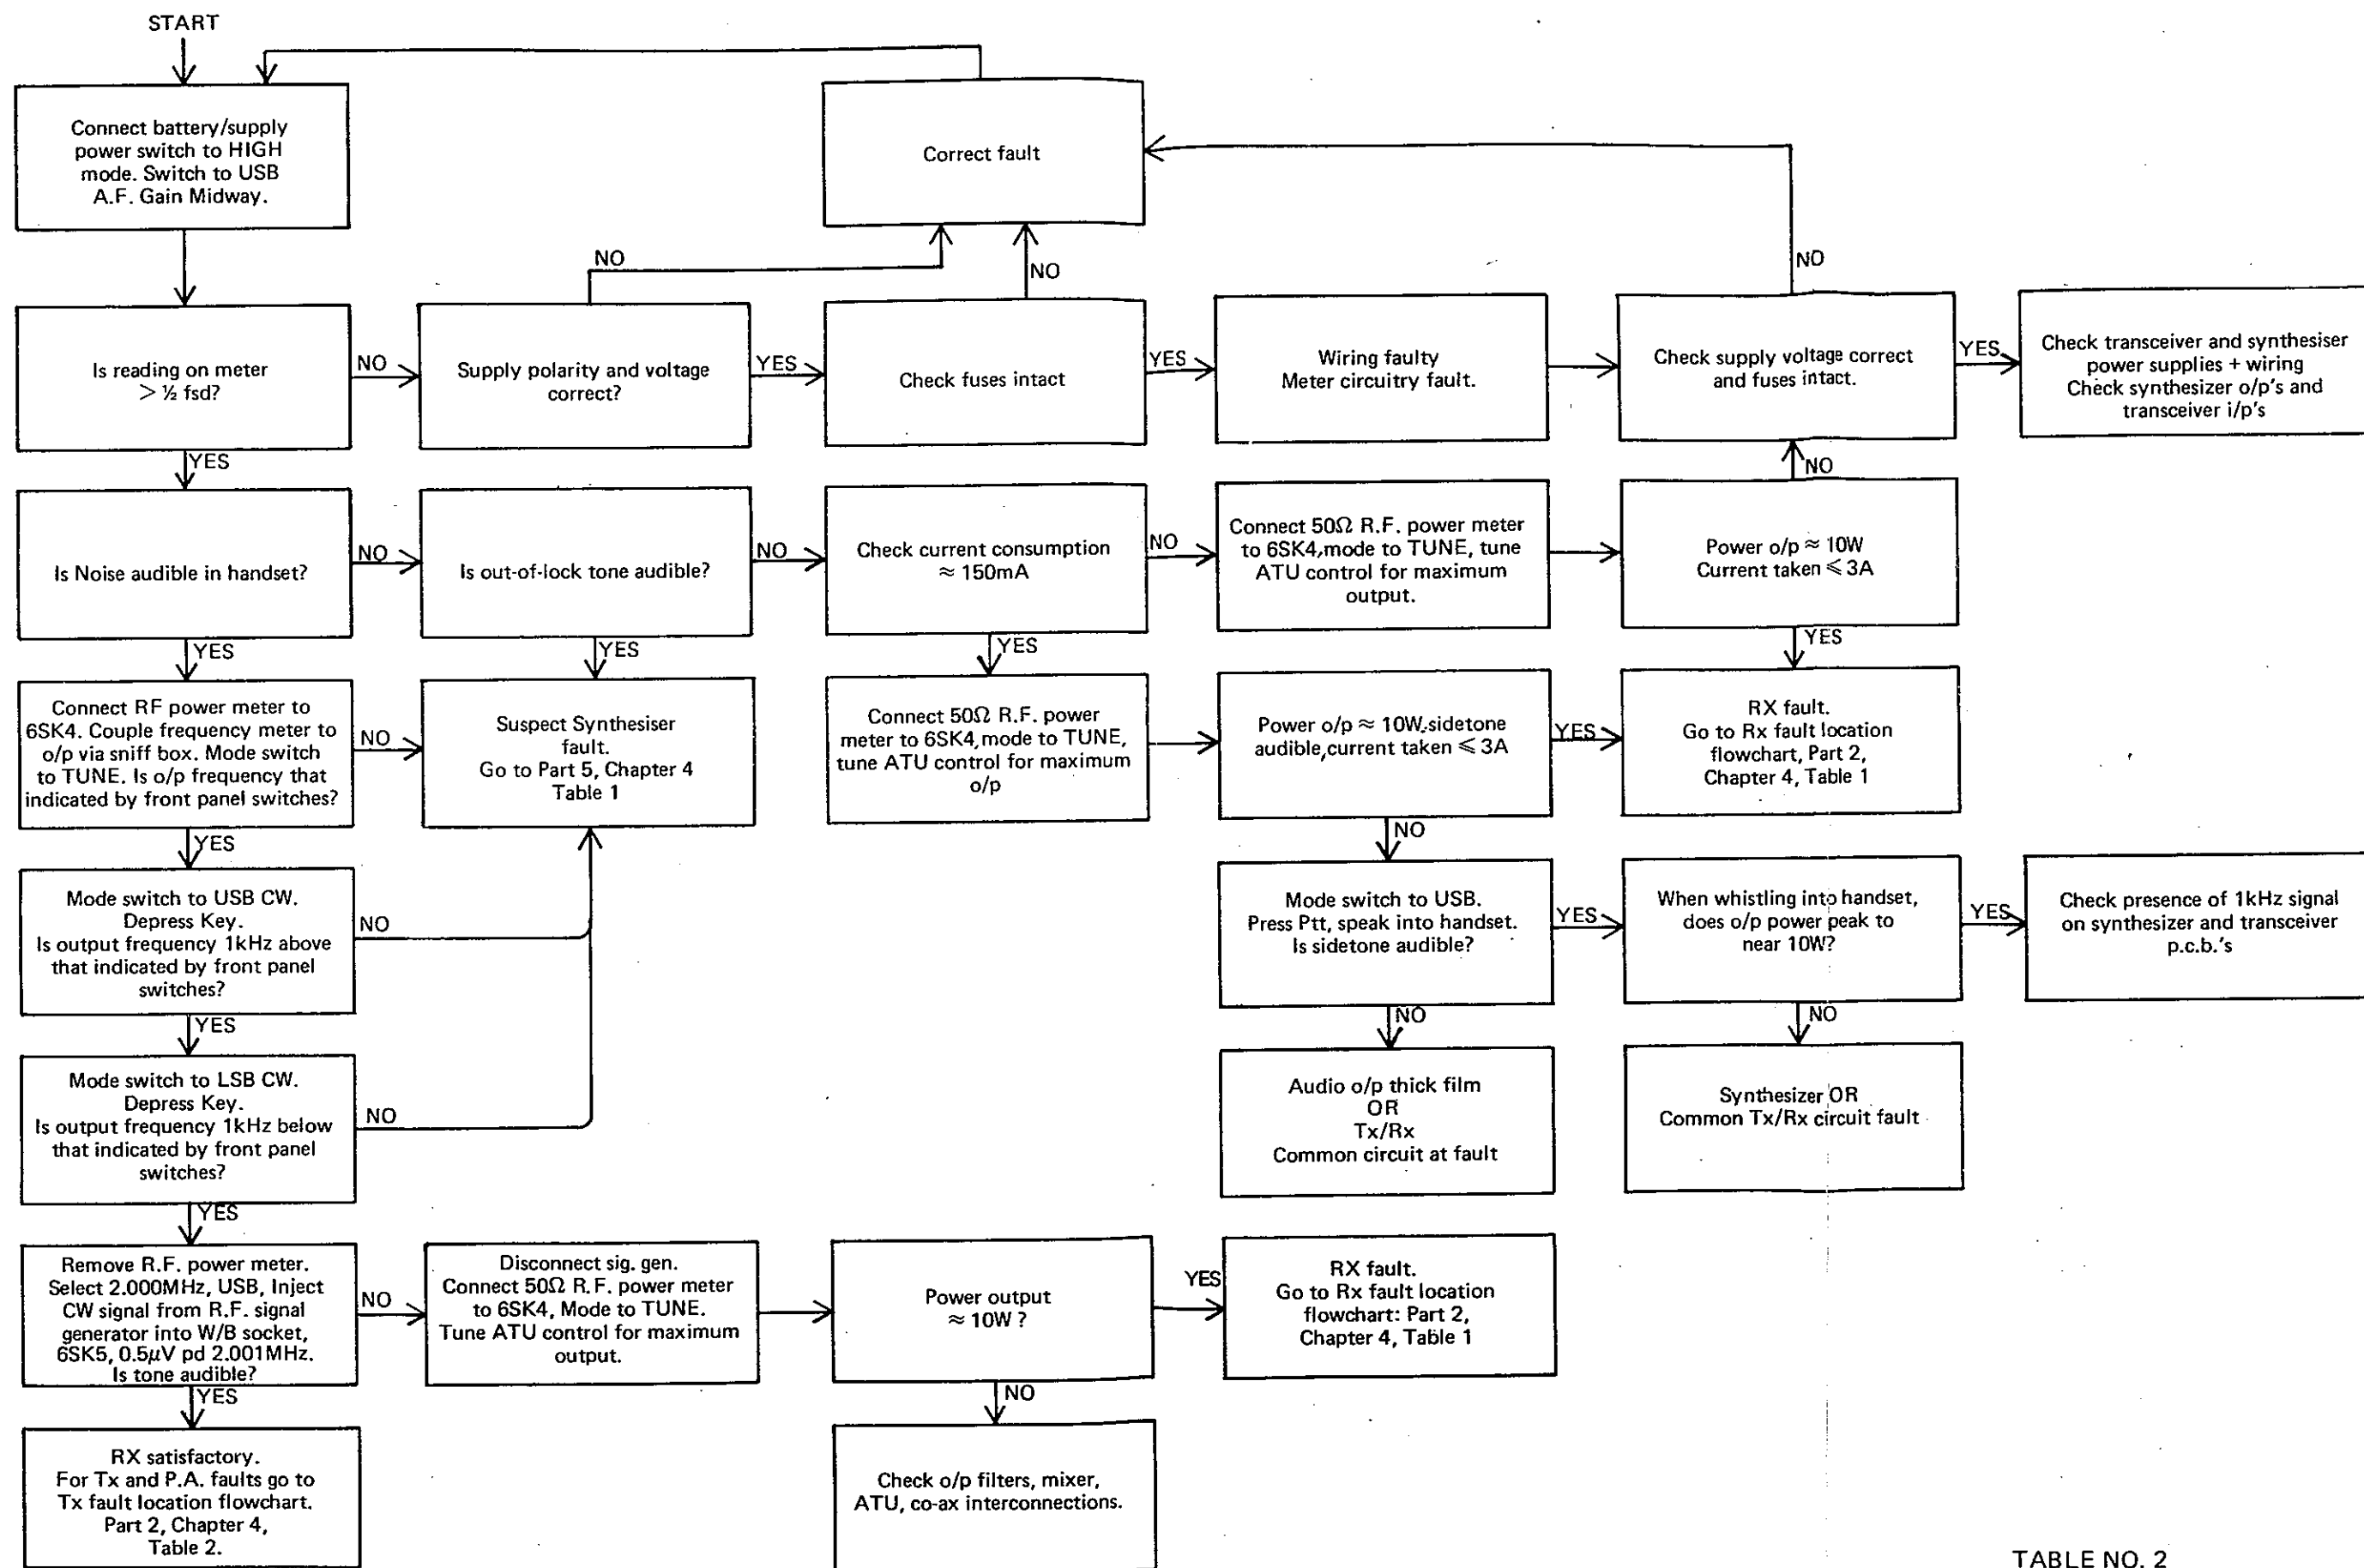 START
Connect battery/supply
power switch to HIGH
mode. Switch to USB
A.F. Gain Midway.
Correct fault
NO
NO
NO
Is reading on meter
> ½ fsd?
NO
Supply polarity and voltage
correct?
YES
Check fuses intact
YES
Wiring faulty
Meter circuitry fault.
Check supply voltage correct
and fuses intact.
YES
Check transceiver and synthesiser
power supplies + wiring
Check synthesizer o/p's and
transceiver i/p's
YES
NO
Is Noise audible in handset?
NO
Is out-of-lock tone audible?
NO
Check current consumption
≈ 150mA
NO
Connect 50Ω R.F. power meter
to 6SK4, mode to TUNE, tune
ATU control for maximum
output.
Power o/p ≈ 10W
Current taken ⩽ 3A
YES
YES
YES
YES
Connect RF power meter to
6SK4. Couple frequency meter to
o/p via sniff box. Mode switch
to TUNE. Is o/p frequency that
indicated by front panel switches?
NO
Suspect Synthesiser
fault.
Go to Part 5, Chapter 4
Table 1
Connect 50Ω R.F. power
meter to 6SK4, mode to TUNE,
tune ATU control for maximum
o/p
Power o/p ≈ 10W, sidetone
audible, current taken ⩽ 3A
YES
RX fault.
Go to Rx fault location
flowchart, Part 2,
Chapter 4, Table 1
YES
NO
Mode switch to USB CW.
Depress Key.
Is output frequency 1kHz above
that indicated by front panel
switches?
NO
Mode switch to USB.
Press Ptt, speak into handset.
Is sidetone audible?
YES
When whistling into handset,
does o/p power peak to
near 10W?
YES
Check presence of 1kHz signal
on synthesizer and transceiver
p.c.b.'s
YES
NO
NO
Mode switch to LSB CW.
Depress Key.
Is output frequency 1kHz below
that indicated by front panel
switches?
NO
Audio o/p thick film
OR
Tx/Rx
Common circuit at fault
Synthesizer OR
Common Tx/Rx circuit fault
YES
Remove R.F. power meter.
Select 2.000MHz, USB, Inject
CW signal from R.F. signal
generator into W/B socket,
6SK5, 0.5μV pd 2.001MHz.
Is tone audible?
NO
Disconnect sig. gen.
Connect 50Ω R.F. power meter
to 6SK4, Mode to TUNE.
Tune ATU control for maximum
output.
Power output
≈ 10W ?
YES
RX fault.
Go to Rx fault location
flowchart: Part 2,
Chapter 4, Table 1
YES
NO
RX satisfactory.
For Tx and P.A. faults go to
Tx fault location flowchart.
Part 2, Chapter 4,
Table 2.
Check o/p filters, mixer,
ATU, co-ax interconnections.
TABLE NO. 2